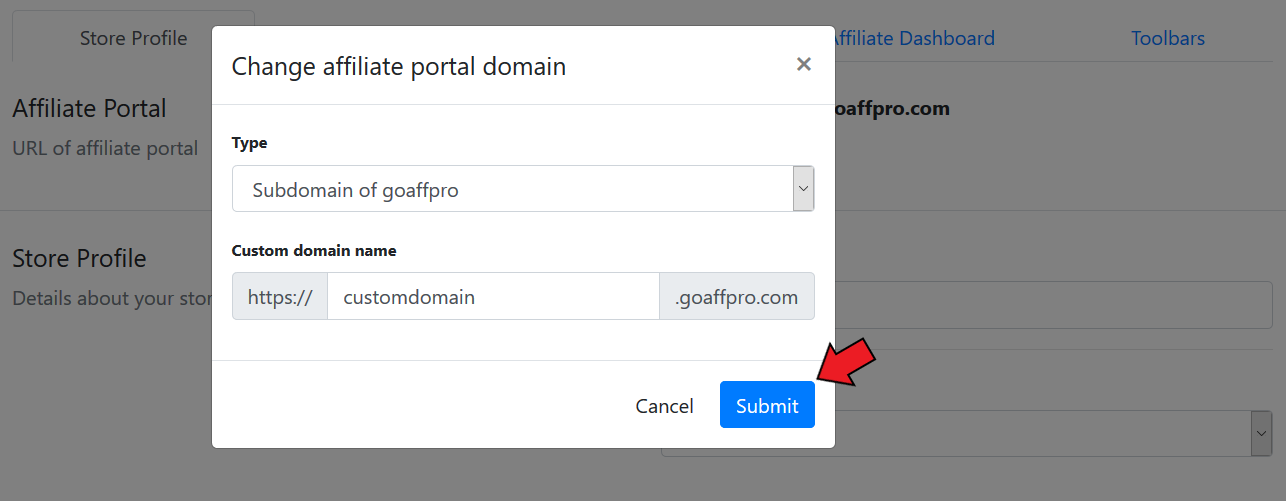 Store Profile
Affiliate Dashboard
Toolbars
Affiliate Portal
URL of affiliate portal
oaffpro.com
Store Profile
Details about your stor
Change affiliate portal domain
×
Type
Subdomain of goaffpro
Custom domain name
https:// customdomain .goaffpro.com
Cancel Submit